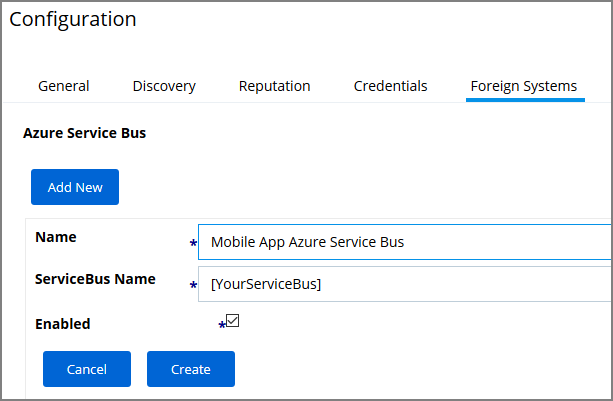 Configuration
General Discovery Reputation Credentials Foreign Systems
Azure Service Bus
Add New
Name * Mobile App Azure Service Bus
ServiceBus Name * [YourServiceBus]
Enabled *
Cancel Create